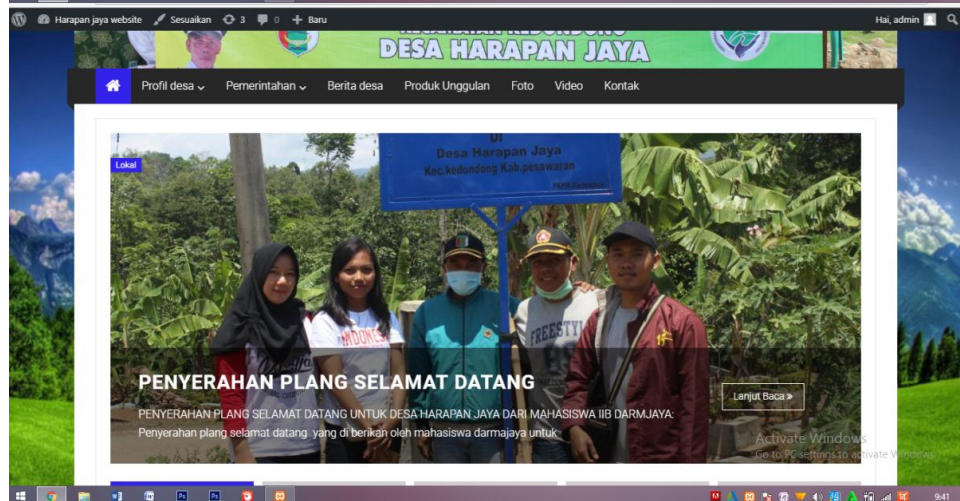 Harapan jaya website Sesuaikan 3 0 + Baru Hai, admin
DESA HARAPAN JAYA
Profil desa Pemerintahan Berita desa Produk Unggulan Foto Video Kontak
Lokal
DI
Desa Harapan Jaya
Kec.kedondong Kab.pesawaran
INDONES
FREESTYL
PENYERAHAN PLANG SELAMAT DATANG
Lanjut Baca »
PENYERAHAN PLANG SELAMAT DATANG UNTUK DESA HARAPAN JAYA DARI MAHASISWA IIB DARMJAYA:
Penyerahan plang selamat datang yang di berikan oleh mahasiswa darmajaya untuk
Activate Windows
Go to PC settings to activate Windows.
9:41